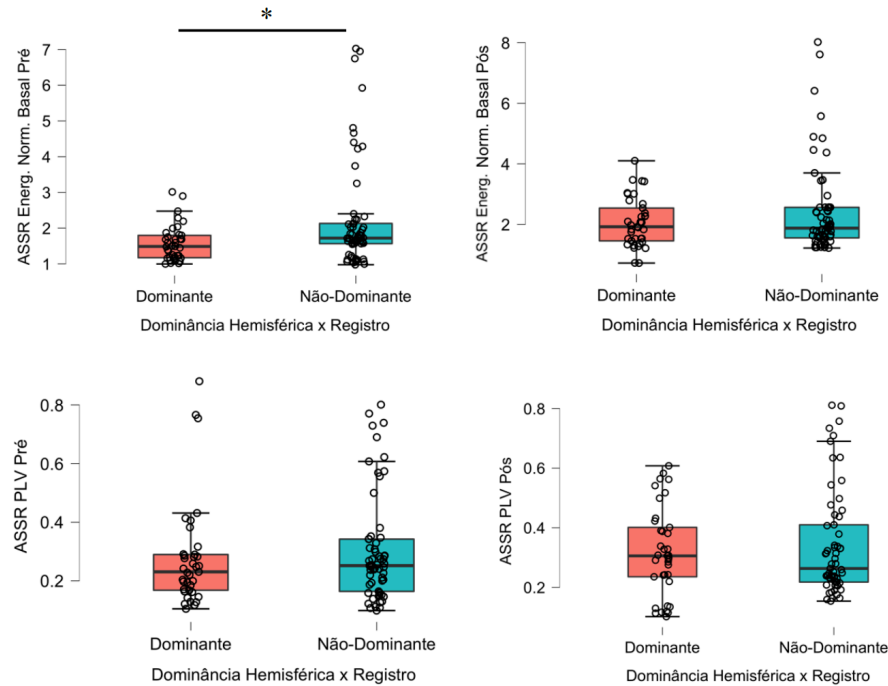 *
ASSR Energ. Norm. Basal Pré
7
6
5
4
3
2
1
Dominante Não-Dominante
Dominância Hemisférica x Registro
ASSR Energ. Norm. Basal Pós
8
6
4
2
Dominante Não-Dominante
Dominância Hemisférica x Registro
ASSR PLV Pré
0.8
0.6
0.4
0.2
Dominante Não-Dominante
Dominância Hemisférica x Registro
ASSR PLV Pós
0.8
0.6
0.4
0.2
Dominante Não-Dominante
Dominância Hemisférica x Registro